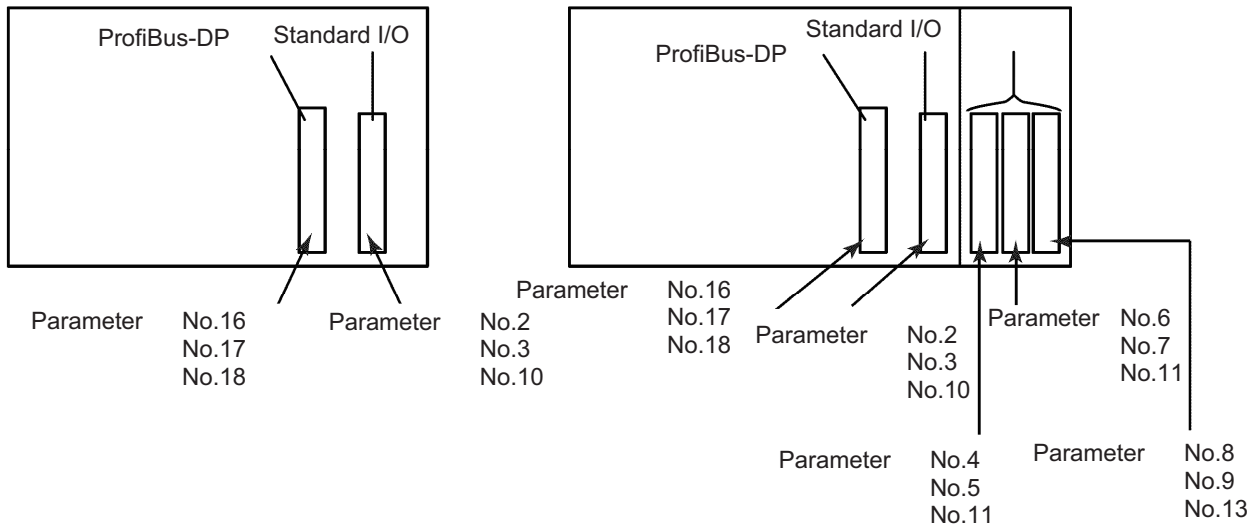 ProfiBus-DP
Standard I/O
Parameter
No.16
No.17
No.18
Parameter
No.2
No.3
No.10
ProfiBus-DP
Standard I/O
Parameter
No.16
No.17
No.18
Parameter
No.2
No.3
No.10
Parameter
No.6
No.7
No.11
Parameter
No.4
No.5
No.11
Parameter
No.8
No.9
No.13